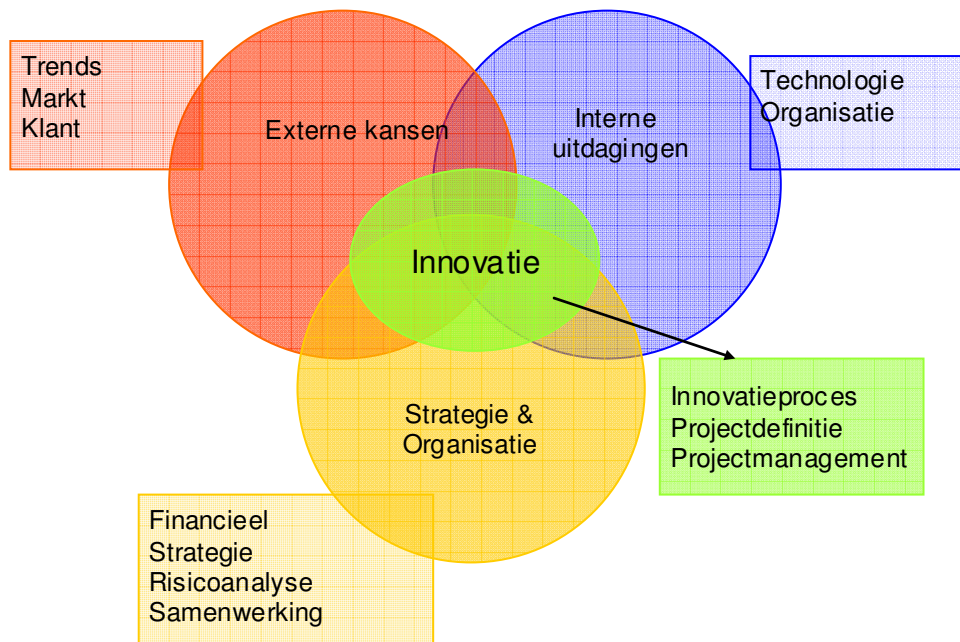 Trends
Markt
Klant
Externe kansen
Interne
uitdagingen
Technologie
Organisatie
Innovatie
Strategie &
Organisatie
Innovatieproces
Projectdefinitie
Projectmanagement
Financieel
Strategie
Risicoanalyse
Samenwerking